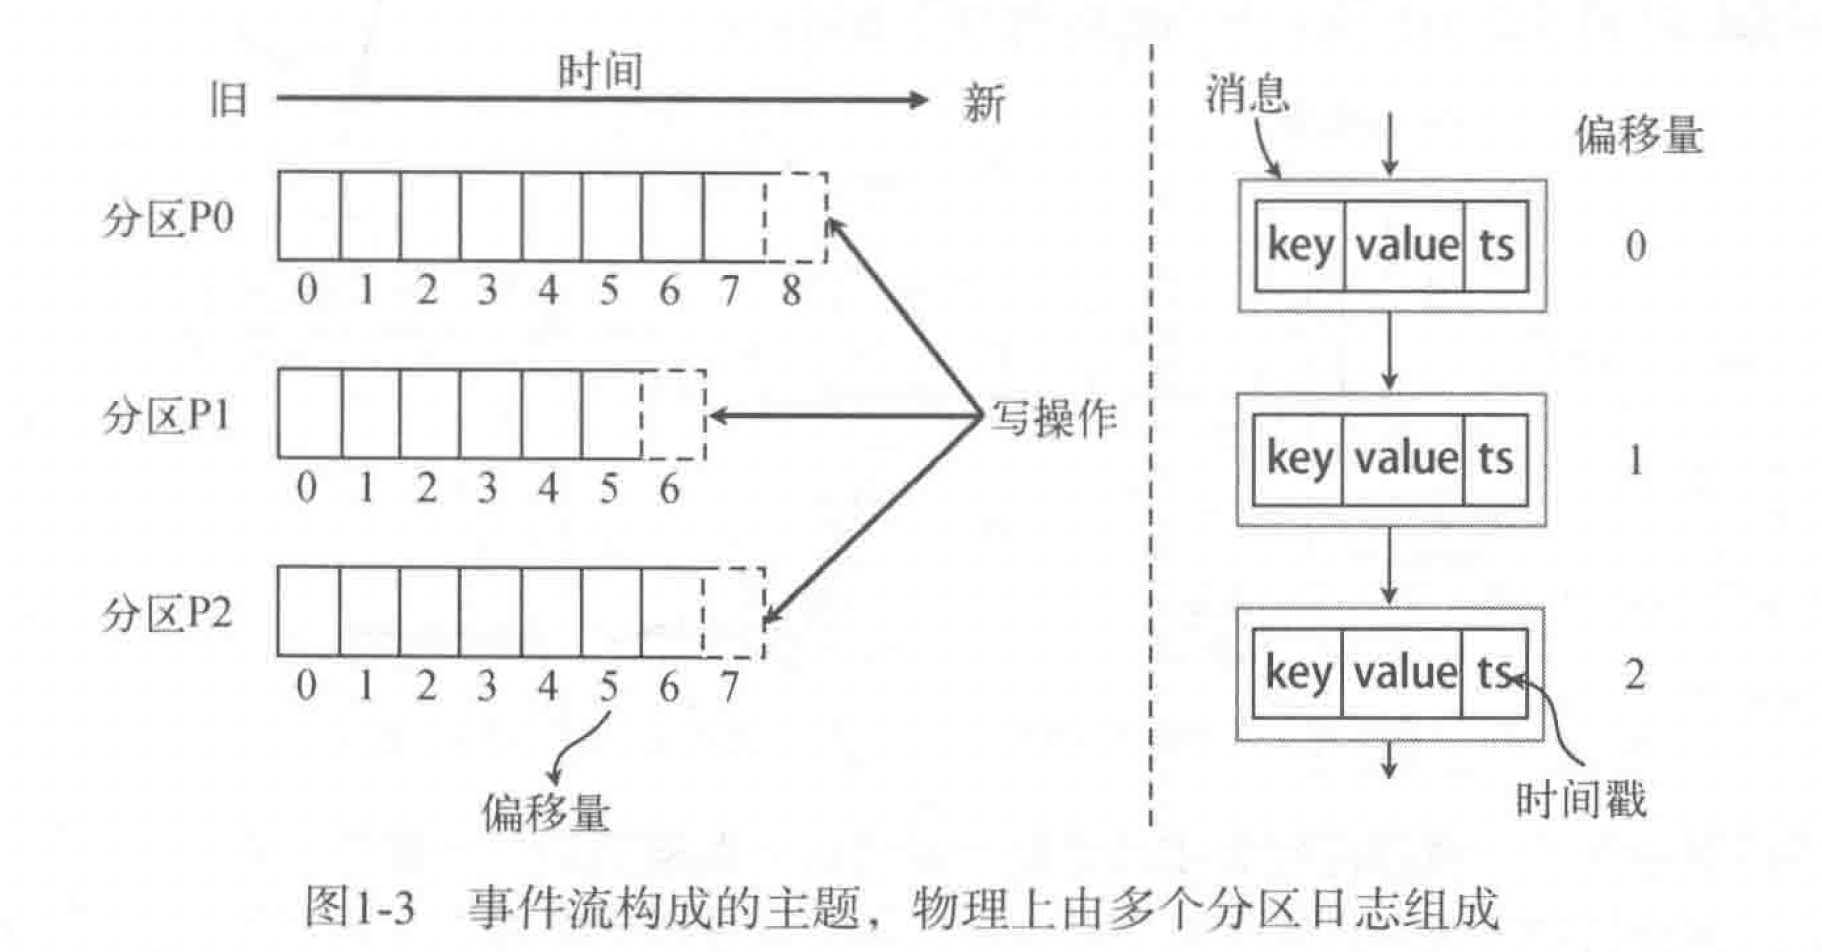 时间
旧 新
分区P0
0 1 2 3 4 5 6 7 8
分区P1
0 1 2 3 4 5 6
写操作
分区P2
0 1 2 3 4 5 6 7
偏移量
消息
偏移量
key value ts 0
key value ts 1
key value ts 2
时间戳
图1-3 事件流构成的主题，物理上由多个分区日志组成